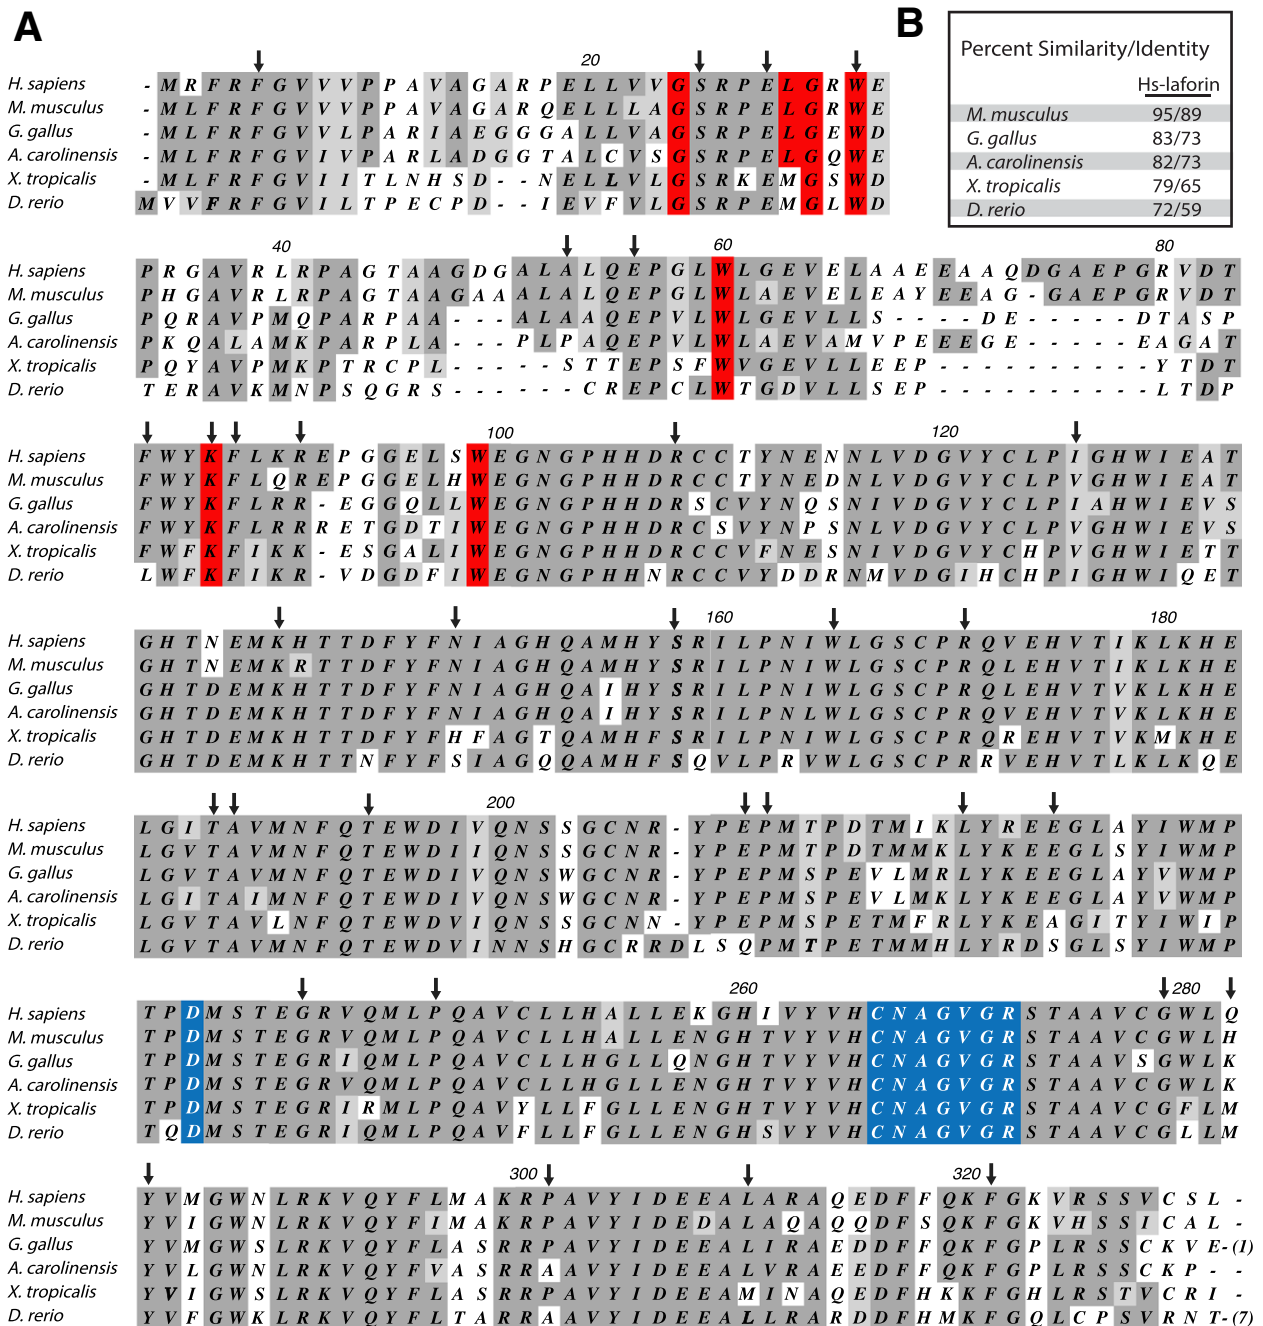 A
B
Percent Similarity/Identity
Hs-laforin
M. musculus 95/89
G. gallus 83/73
A. carolinensis 82/73
X. tropicalis 79/65
D. rerio 72/59
20
H. sapiens - M R F R F G V V V P P A V A G A R P E L L V V G S R P E L G R W E
M. musculus - M L F R F G V V V P P A V A G A R Q E L L L A G S R P E L G R W E
G. gallus - M L F R F G V V L P A R I A E G G G A L L V A G S R P E L G E W D
A. carolinensis - M L F R F G V I V P A R L A D G G T A L C V S G S R P E L G Q W E
X. tropicalis - M L F R F G V I I T L N H S D - - N E L L V L G S R K E M G S W D
D. rerio M V V F R F G V I L T P E C P D - - I E V F V L G S R P E M G L W D
40 60 80
H. sapiens P R G A V R L R P A G T A A G D G A L A L Q E P G L W L G E V E L A A E E A A Q D G A E P G R V D T
M. musculus P H G A V R L R P A G T A A G A A A L A L Q E P G L W L A E V E L E A Y E E A G - G A E P G R V D T
G. gallus P Q R A V P M Q P A R P A A - - - A L A A Q E P V L W L G E V L L S - - - - D E - - - - - D T A S P
A. carolinensis P K Q A L A M K P A R P L A - - - P L P A Q E P V L W L A E V A M V P E E E G E - - - - - E A G A T
X. tropicalis P Q Y A V P M K P T R C P L - - - - - S T T E P S F W V G E V L L E E P - - - - - - - - - - Y T D T
D. rerio T E R A V K M N P S Q G R S - - - - - - C R E P C L W T G D V L L S E P - - - - - - - - - - L T D P
100 120
H. sapiens F W Y K F L K R E P G G E L S W E G N G P H H D R C C T Y N E N N L V D G V Y C L P I G H W I E A T
M. musculus F W Y K F L Q R E P G G E L H W E G N G P H H D R C C T Y N E D N L V D G V Y C L P V G H W I E A T
G. gallus F W Y K F L R R - E G G Q L L W E G N G P H H D R S C V Y N Q S N I V D G V Y C L P I A H W I E V S
A. carolinensis F W Y K F L R R R E T G D T I W E G N G P H H D R C S V Y N P S N L V D G V Y C L P V G H W I E V S
X. tropicalis F W F K F I K K - E S G A L I W E G N G P H H D R C C V F N E S N I V D G V Y C H P V G H W I E T T
D. rerio L W F K F I K R - V D G D F I W E G N G P H H N R C C V Y D D R N M V D G I H C H P I G H W I Q E T
160 180
H. sapiens G H T N E M K H T T D F Y F N I A G H Q A M H Y S R I L P N I W L G S C P R Q V E H V T I K L K H E
M. musculus G H T N E M K R T T D F Y F N I A G H Q A M H Y S R I L P N I W L G S C P R Q L E H V T I K L K H E
G. gallus G H T D E M K H T T D F Y F N I A G H Q A I H Y S R I L P N I W L G S C P R Q L E H V T V K L K H E
A. carolinensis G H T D E M K H T T D F Y F N I A G H Q A I H Y S R I L P N L W L G S C P R Q V E H V T V K L K H E
X. tropicalis G H T D E M K H T T D F Y F H F A G T Q A M H F S R I L P N I W L G S C P R Q R E H V T V K M K H E
D. rerio G H T D E M K H T T N F Y F S I A G Q Q A M H F S Q V L P R V W L G S C P R R V E H V T L K L K Q E
200
H. sapiens L G I T A V M N F Q T E W D I V Q N S S G C N R - Y P E P M T P D T M I K L Y R E E G L A Y I W M P
M. musculus L G V T A V M N F Q T E W D I I Q N S S G C N R - Y P E P M T P D T M M K L Y K E E G L S Y I W M P
G. gallus L G V T A V M N F Q T E W D I V Q N S W G C N R - Y P E P M S P E V L M R L Y K E E G L A Y V W M P
A. carolinensis L G I T A I M N F Q T E W D I V Q N S W G C N R - Y P E P M S P E V L M K L Y K E E G L A Y V W M P
X. tropicalis L G V T A V L N F Q T E W D V I Q N S S G C N N - Y P E P M S P E T M F R L Y K E A G I T Y I W I P
D. rerio L G V T A V M N F Q T E W D V I N N S H G C R R D L S Q P M T P E T M M H L Y R D S G L S Y I W M P
260 280
H. sapiens T P D M S T E G R V Q M L P Q A V C L L H A L L E K G H I V Y V H C N A G V G R S T A A V C G W L Q
M. musculus T P D M S T E G R V Q M L P Q A V C L L H A L L E N G H T V Y V H C N A G V G R S T A A V C G W L H
G. gallus T P D M S T E G R I Q M L P Q A V C L L H G L L Q N G H T V Y V H C N A G V G R S T A A V S G W L K
A. carolinensis T P D M S T E G R V Q M L P Q A V C L L H G L L E N G H T V Y V H C N A G V G R S T A A V C G W L K
X. tropicalis T P D M S T E G R I R M L P Q A V Y L L F G L L E N G H T V Y V H C N A G V G R S T A A V C G F L M
D. rerio T Q D M S T E G R I Q M L P Q A V F L L F G L L E N G H S V Y V H C N A G V G R S T A A V C G L L M
300 320
H. sapiens Y V M G W N L R K V Q Y F L M A K R P A V Y I D E E A L A R A Q E D F F Q K F G K V R S S V C S L -
M. musculus Y V I G W N L R K V Q Y F I M A K R P A V Y I D E D A L A Q A Q Q D F S Q K F G K V H S S I C A L -
G. gallus Y V M G W S L R K V Q Y F L A S R R P A V Y I D E E A L I R A E D D F F Q K F G P L R S S C K V E -(1)
A. carolinensis Y V L G W N L R K V Q Y F V A S R R A A V Y I D E E A L V R A E E D F F Q K F G P L R S S C K P - -
X. tropicalis Y V I G W S L R K V Q Y F L A S R R P A V Y I D E E A M I N A Q E D F H K K F G H L R S T V C R I -
D. rerio Y V F G W K L R K V Q Y F L T A R R A A V Y I D E E A L L R A R D D F H M K F G Q L C P S V R N T -(7)